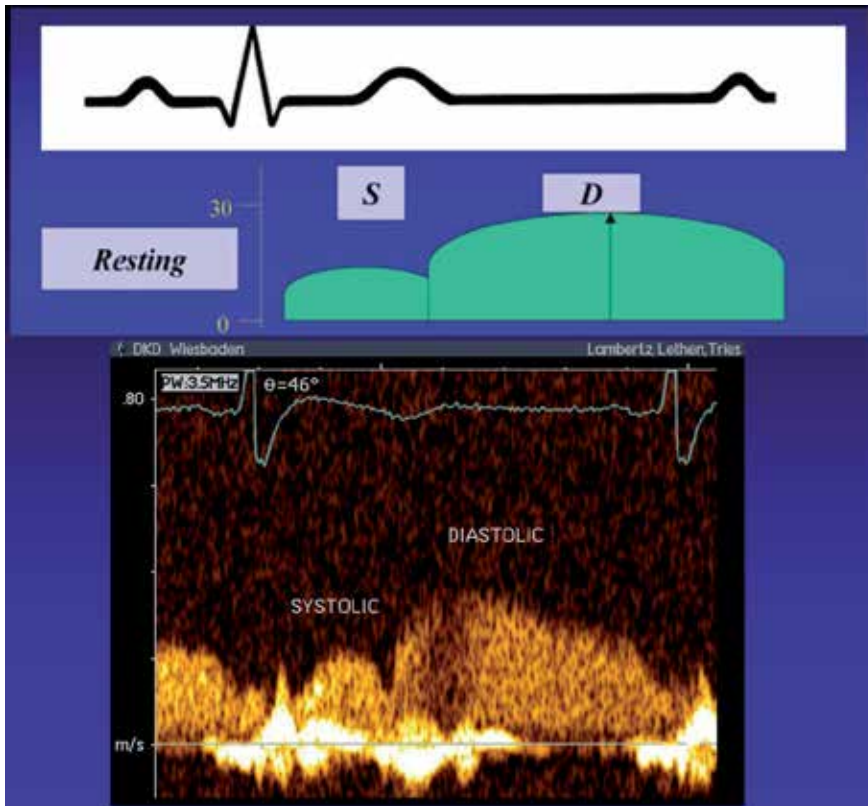 S
D
30
Resting
0
DKD Wiesbaden
Lambertz, Lethen, Tries
PW:3.5MHz
θ=46°
.80
DIASTOLIC
SYSTOLIC
m/s